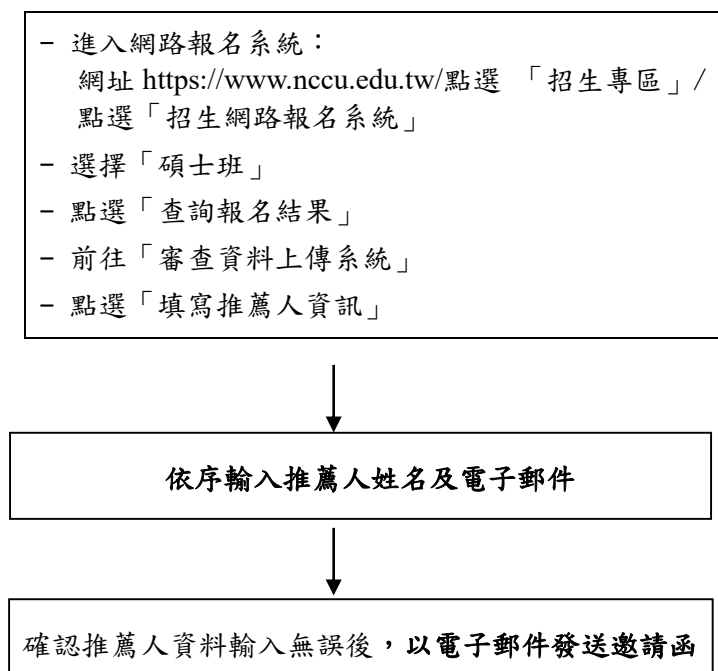 - 進入網路報名系統：
網址 https://www.nccu.edu.tw/點選 「招生專區」/
點選「招生網路報名系統」
- 選擇「碩士班」
- 點選「查詢報名結果」
- 前往「審查資料上傳系統」
- 點選「填寫推薦人資訊」
依序輸入推薦人姓名及電子郵件
確認推薦人資料輸入無誤後，以電子郵件發送邀請函